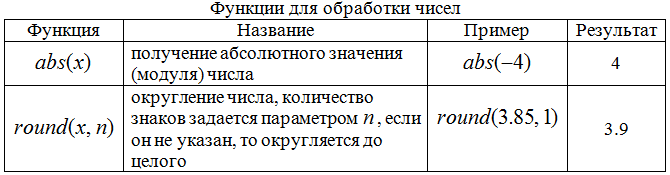 Функции для обработки чисел
Функция Название Пример Результат
abs(x) получение абсолютного значения (модуля) числа abs(−4) 4
round(x, n) округление числа, количество знаков задается параметром n, если он не указан, то округляется до целого round(3.85, 1) 3.9